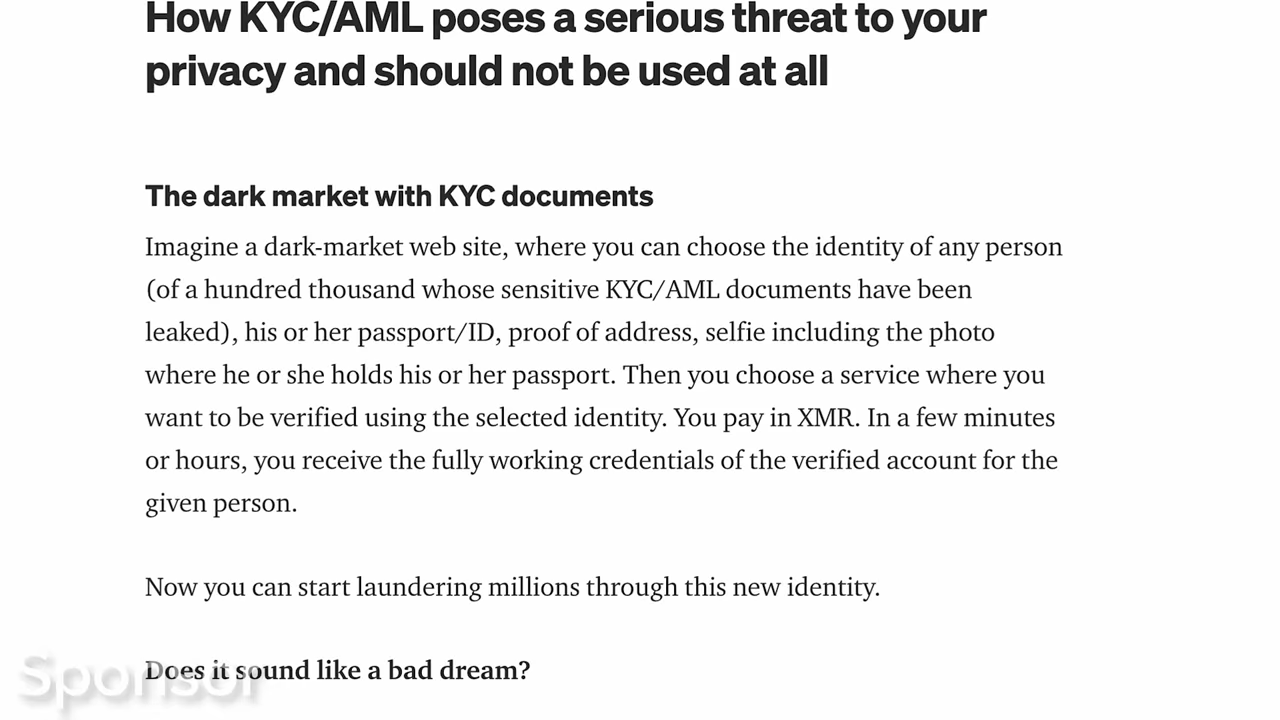 How KYC/AML poses a serious threat to your
privacy and should not be used at all
The dark market with KYC documents
Imagine a dark-market web site, where you can choose the identity of any person
(of a hundred thousand whose sensitive KYC/AML documents have been
leaked), his or her passport/ID, proof of address, selfie including the photo
where he or she holds his or her passport. Then you choose a service where you
want to be verified using the selected identity. You pay in XMR. In a few minutes
or hours, you receive the fully working credentials of the verified account for the
given person.
Now you can start laundering millions through this new identity.
Does it sound like a bad dream?
Sponsor